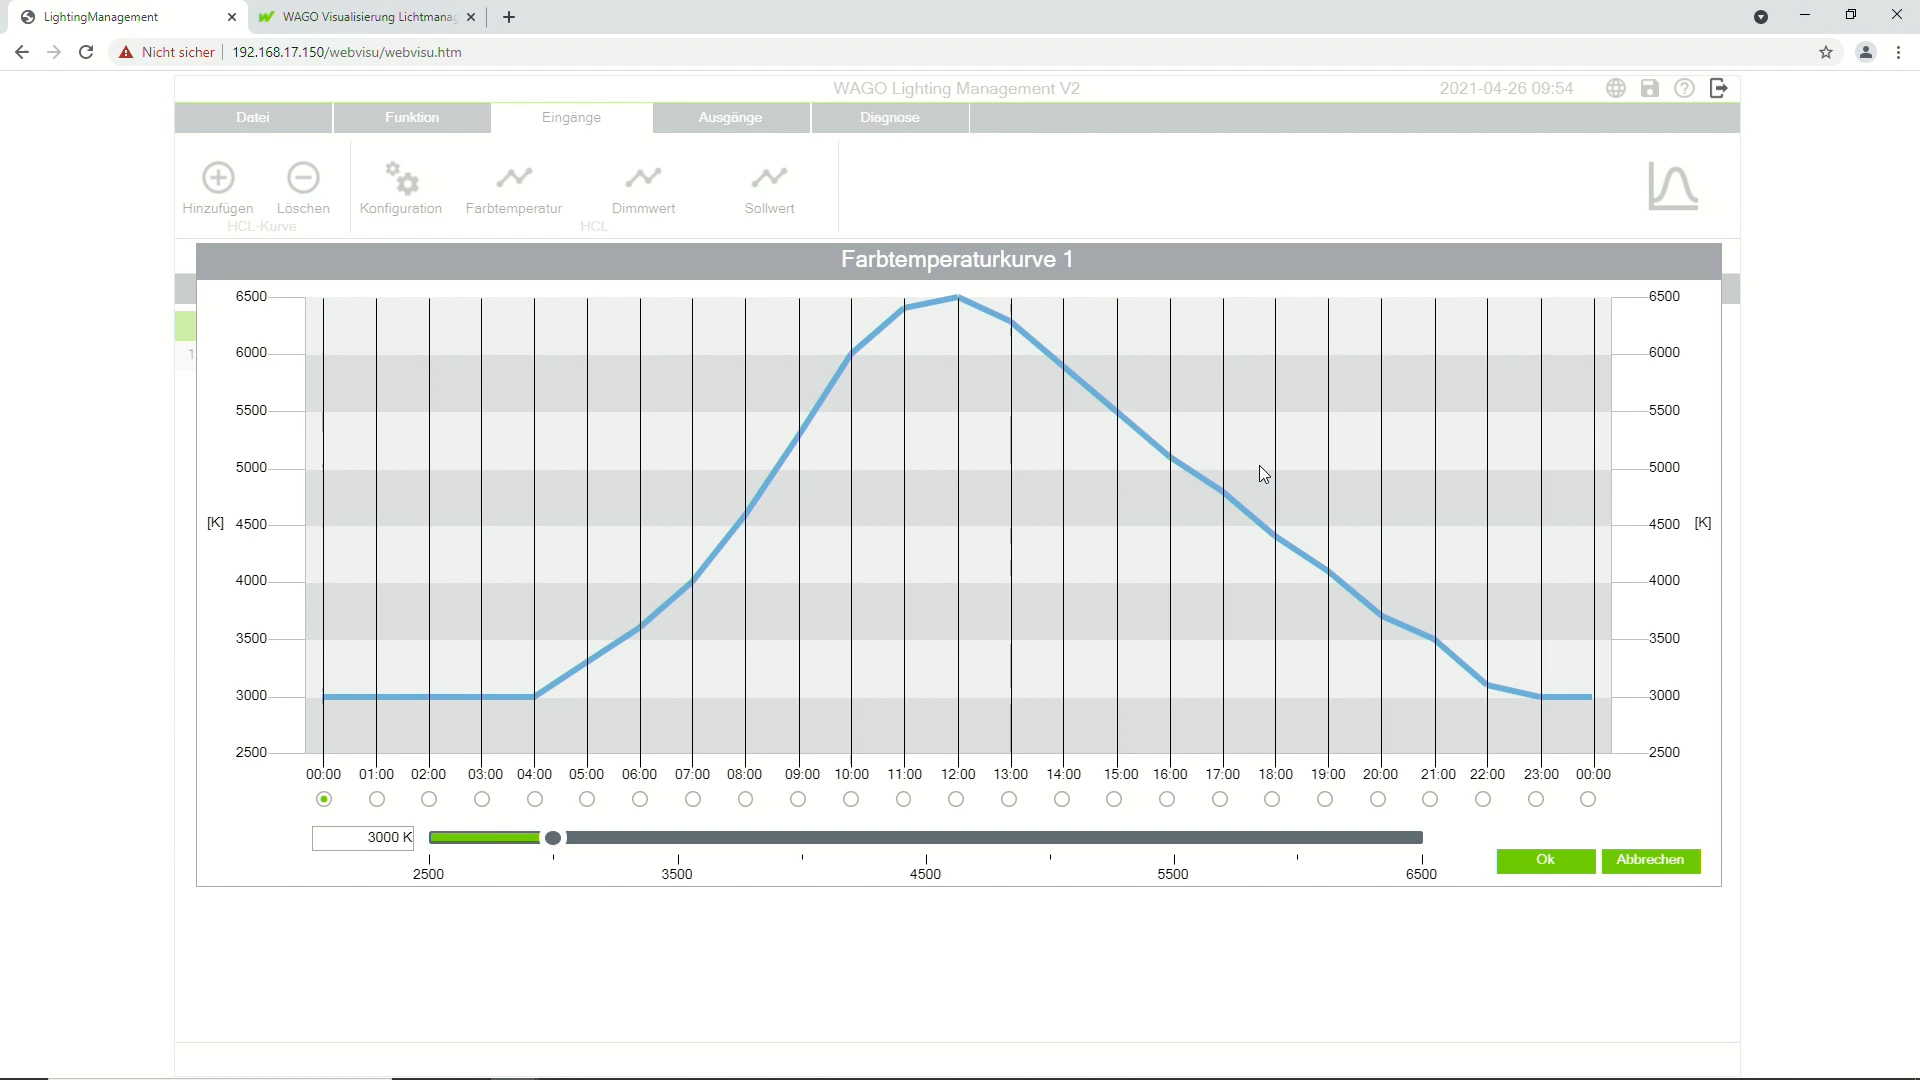 LightingManagement
WAGO Visualisierung Lichtmanag
Nicht sicher
192.168.17.150/webvisu/webvisu.htm
WAGO Lighting Management V2
2021-04-26 09:54
Datei
Funktion
Eingänge
Ausgänge
Diagnose
Hinzufügen
Löschen
Konfiguration
Farbtemperatur
Dimmwert
Sollwert
HCL-Kurve
HCL
Farbtemperaturkurve 1
1
6500
6000
5500
5000
[K] 4500
4000
3500
3000
2500
6500
6000
5500
5000
4500 [K]
4000
3500
3000
2500
00:00 01:00 02:00 03:00 04:00 05:00 06:00 07:00 08:00 09:00 10:00 11:00 12:00 13:00 14:00 15:00 16:00 17:00 18:00 19:00 20:00 21:00 22:00 23:00 00:00
3000 K
2500 3500 4500 5500 6500
Ok
Abbrechen